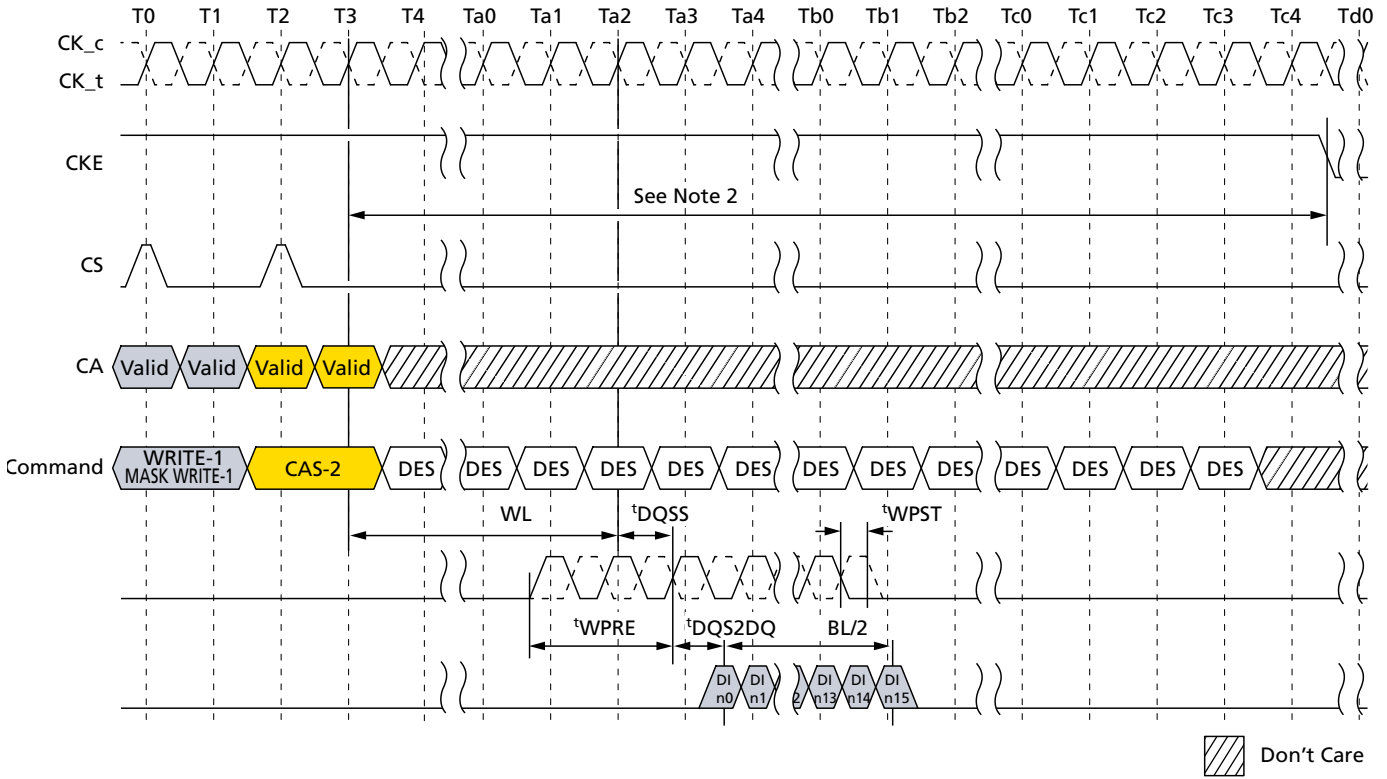 T0 T1 T2 T3 T4 Ta0 Ta1 Ta2 Ta3 Ta4 Tb0 Tb1 Tb2 Tc0 Tc1 Tc2 Tc3 Tc4 Td0
CK_c
CK_t
CKE
See Note 2
CS
CA Valid Valid Valid Valid
Command WRITE-1 MASK WRITE-1 CAS-2 DES DES DES DES DES DES DES DES DES DES DES DES DES
WL tDQSS tWPST
tWPRE tDQS2DQ BL/2
DI DI DI DI DI
n0 n1 2 n13 n14 n15
Don't Care